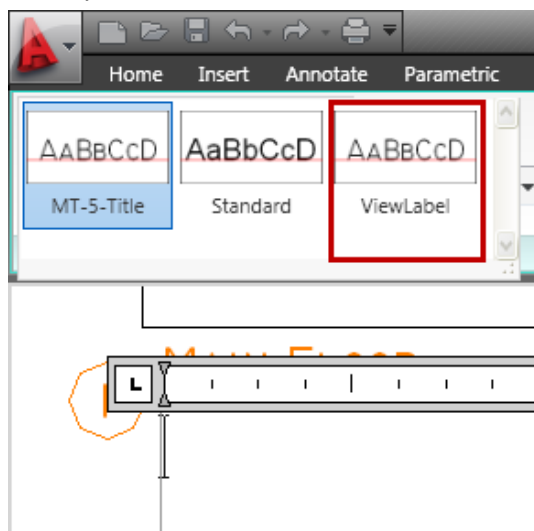 Home Insert Annotate Parametric
AaBbCcD AaBbCcD AaBbCcD
MT-5-Title Standard ViewLabel